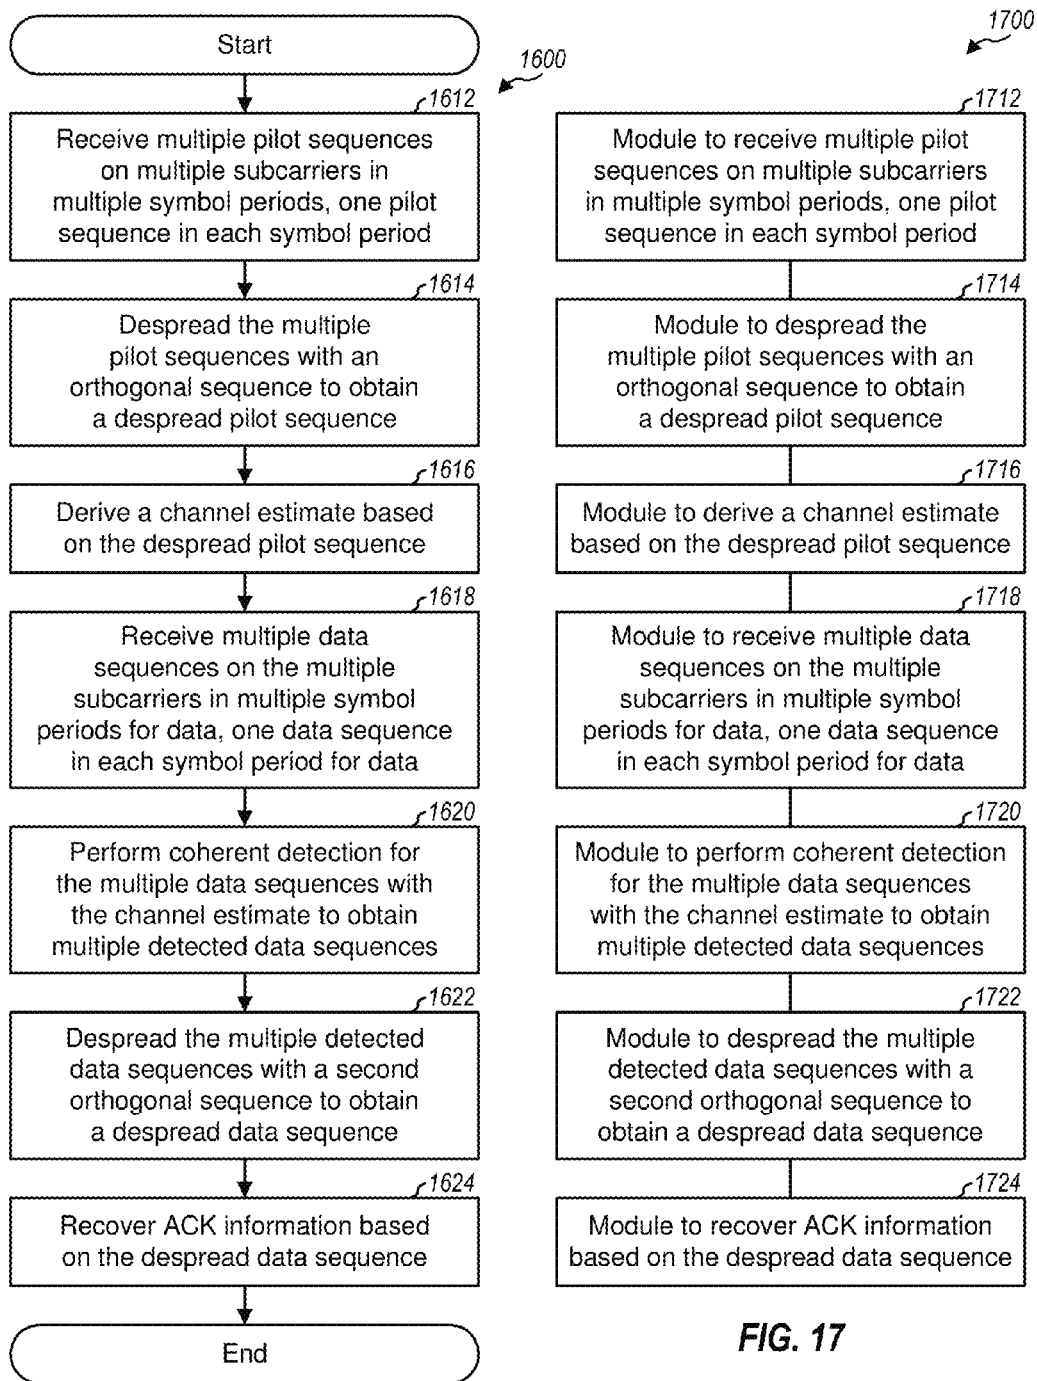 Start
1600
1612
Receive multiple pilot sequences
on multiple subcarriers in
multiple symbol periods, one pilot
sequence in each symbol period
1614
Despread the multiple
pilot sequences with an
orthogonal sequence to obtain
a despread pilot sequence
1616
Derive a channel estimate based
on the despread pilot sequence
1618
Receive multiple data
sequences on the multiple
subcarriers in multiple symbol
periods for data, one data sequence
in each symbol period for data
1620
Perform coherent detection for
the multiple data sequences with
the channel estimate to obtain
multiple detected data sequences
1622
Despread the multiple detected
data sequences with a second
orthogonal sequence to obtain
a despread data sequence
1624
Recover ACK information based
on the despread data sequence
End
1700
1712
Module to receive multiple pilot
sequences on multiple subcarriers
in multiple symbol periods, one pilot
sequence in each symbol period
1714
Module to despread the
multiple pilot sequences with an
orthogonal sequence to obtain
a despread pilot sequence
1716
Module to derive a channel estimate
based on the despread pilot sequence
1718
Module to receive multiple data
sequences on the multiple
subcarriers in multiple symbol
periods for data, one data sequence
in each symbol period for data
1720
Module to perform coherent detection
for the multiple data sequences
with the channel estimate to obtain
multiple detected data sequences
1722
Module to despread the multiple
detected data sequences with a
second orthogonal sequence to
obtain a despread data sequence
1724
Module to recover ACK information
based on the despread data sequence
FIG. 17